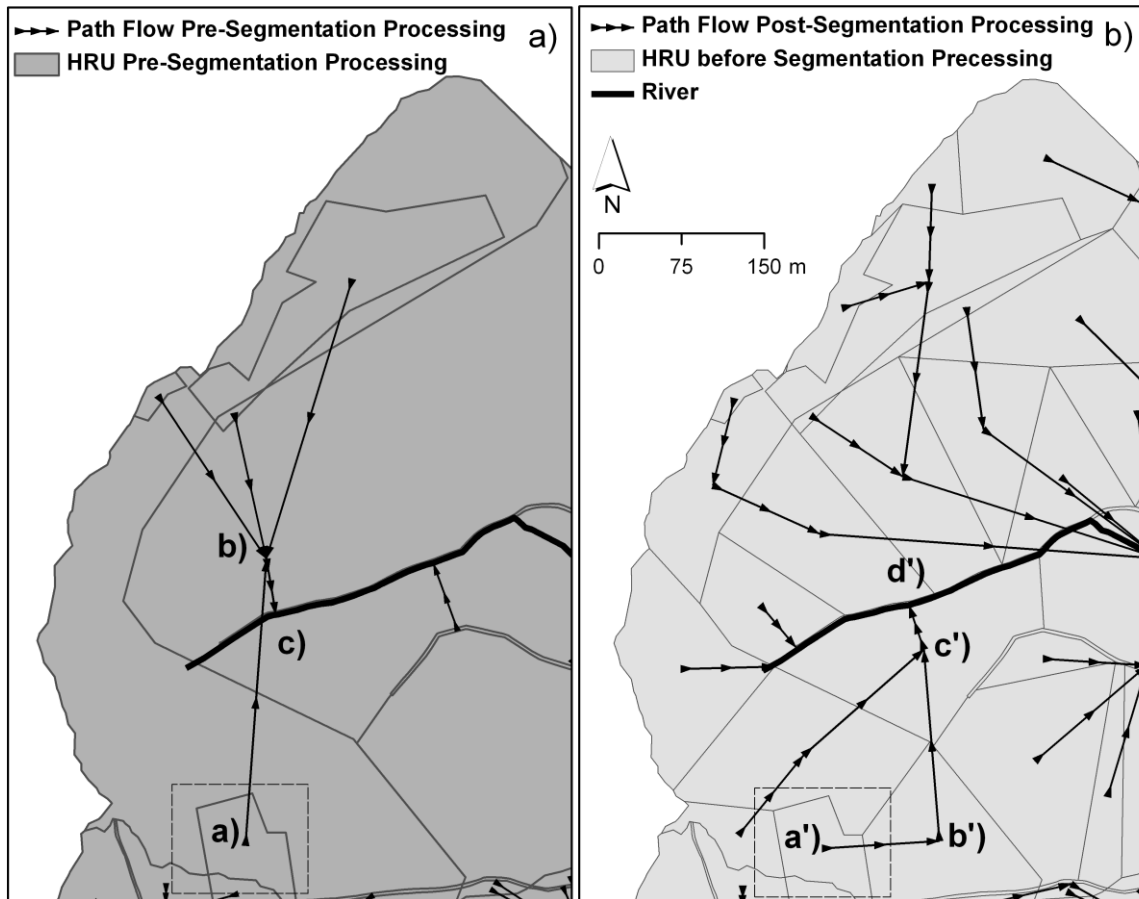 Path Flow Pre-Segmentation Processing a)
HRU Pre-Segmentation Processing
b)
c)
a)
Path Flow Post-Segmentation Processing b)
HRU before Segmentation Precessing
River
N
0 75 150 m
d')
c')
a') b')